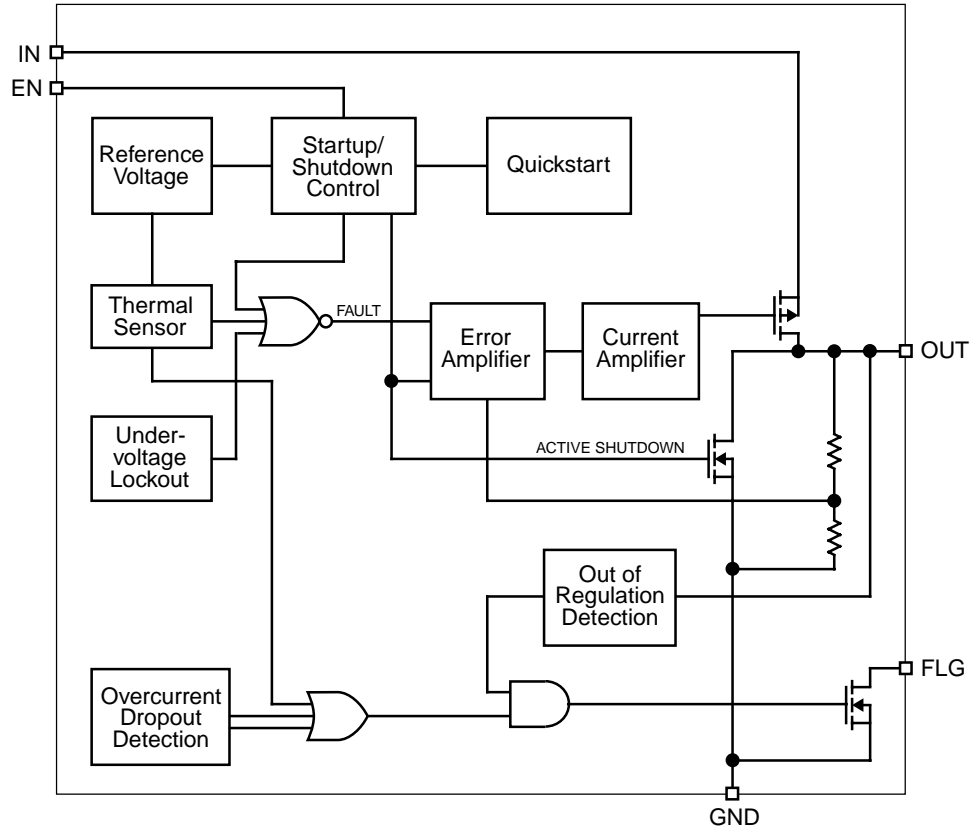 IN
EN
Reference
Voltage
Startup/
Shutdown
Control
Quickstart
Thermal
Sensor
FAULT
Error
Amplifier
Current
Amplifier
OUT
Under-
voltage
Lockout
ACTIVE SHUTDOWN
Out of
Regulation
Detection
Overcurrent
Dropout
Detection
FLG
GND